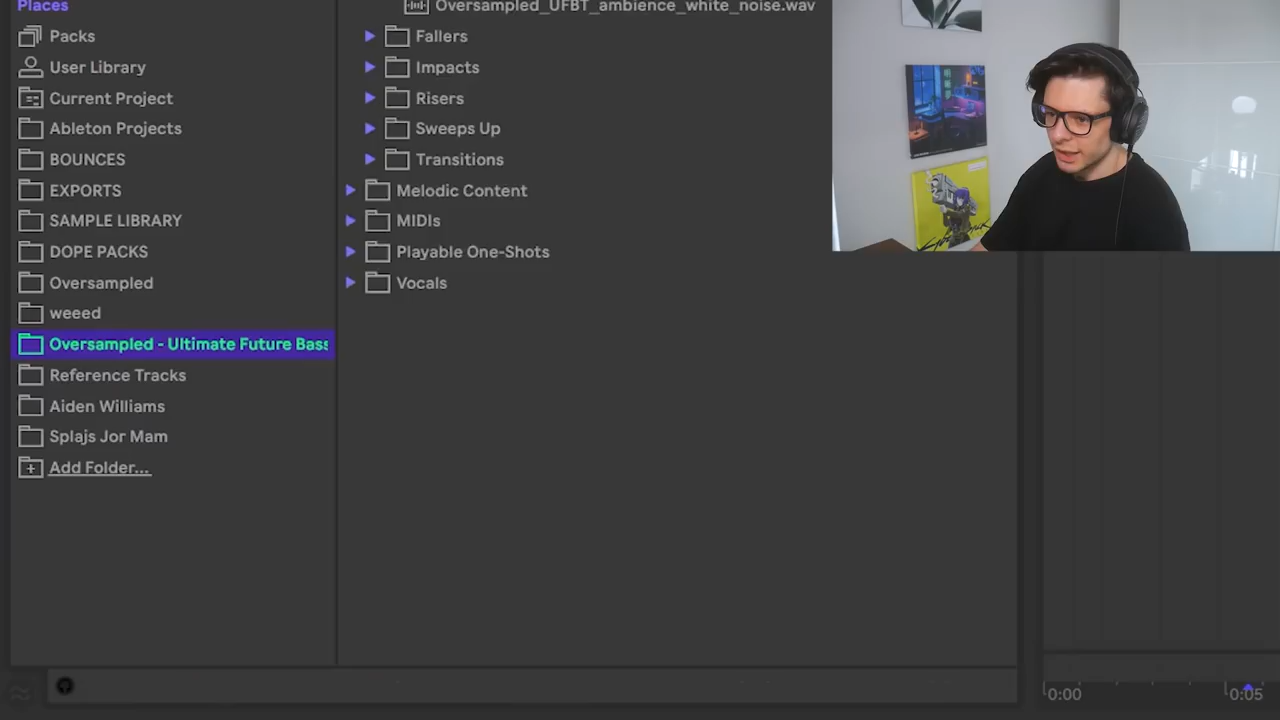 Places
Packs
User Library
Current Project
Ableton Projects
BOUNCES
EXPORTS
SAMPLE LIBRARY
DOPE PACKS
Oversampled
weeed
Oversampled - Ultimate Future Bass
Reference Tracks
Aiden Williams
Splajs Jor Mam
Add Folder...
Oversampled_UFBT_ambience_white_noise.wav
Fallers
Impacts
Risers
Sweeps Up
Transitions
Melodic Content
MIDIs
Playable One-Shots
Vocals
0:00
0:05